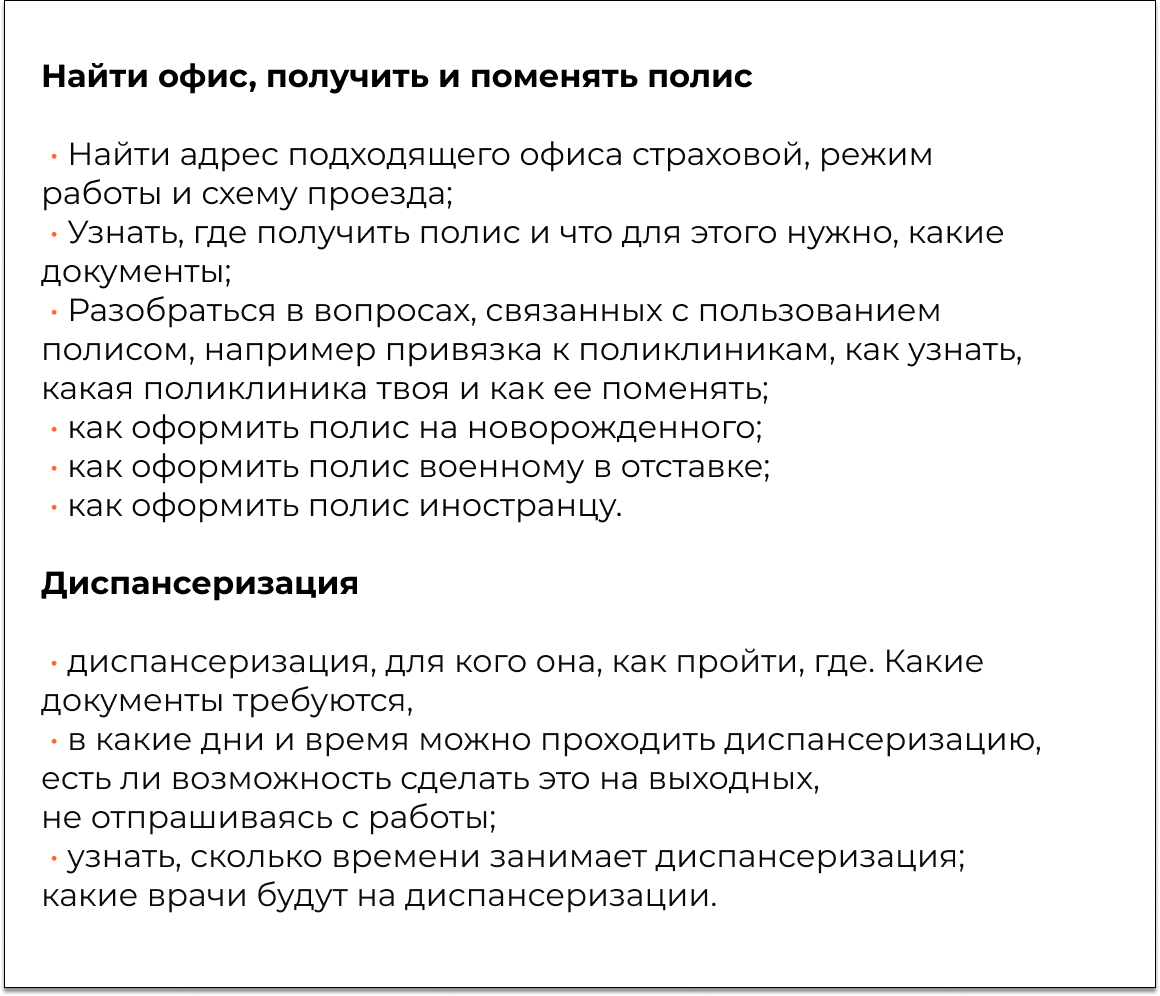 Найти офис, получить и поменять полис
• Найти адрес подходящего офиса страховой, режим
работы и схему проезда;
• Узнать, где получить полис и что для этого нужно, какие
документы;
• Разобраться в вопросах, связанных с пользованием
полисом, например привязка к поликлиникам, как узнать,
какая поликлиника твоя и как ее поменять;
• как оформить полис на новорожденного;
• как оформить полис военному в отставке;
• как оформить полис иностранцу.
Диспансеризация
• диспансеризация, для кого она, как пройти, где. Какие
документы требуются,
• в какие дни и время можно проходить диспансеризацию,
есть ли возможность сделать это на выходных,
не отпрашиваясь с работы;
• узнать, сколько времени занимает диспансеризация;
какие врачи будут на диспансеризации.